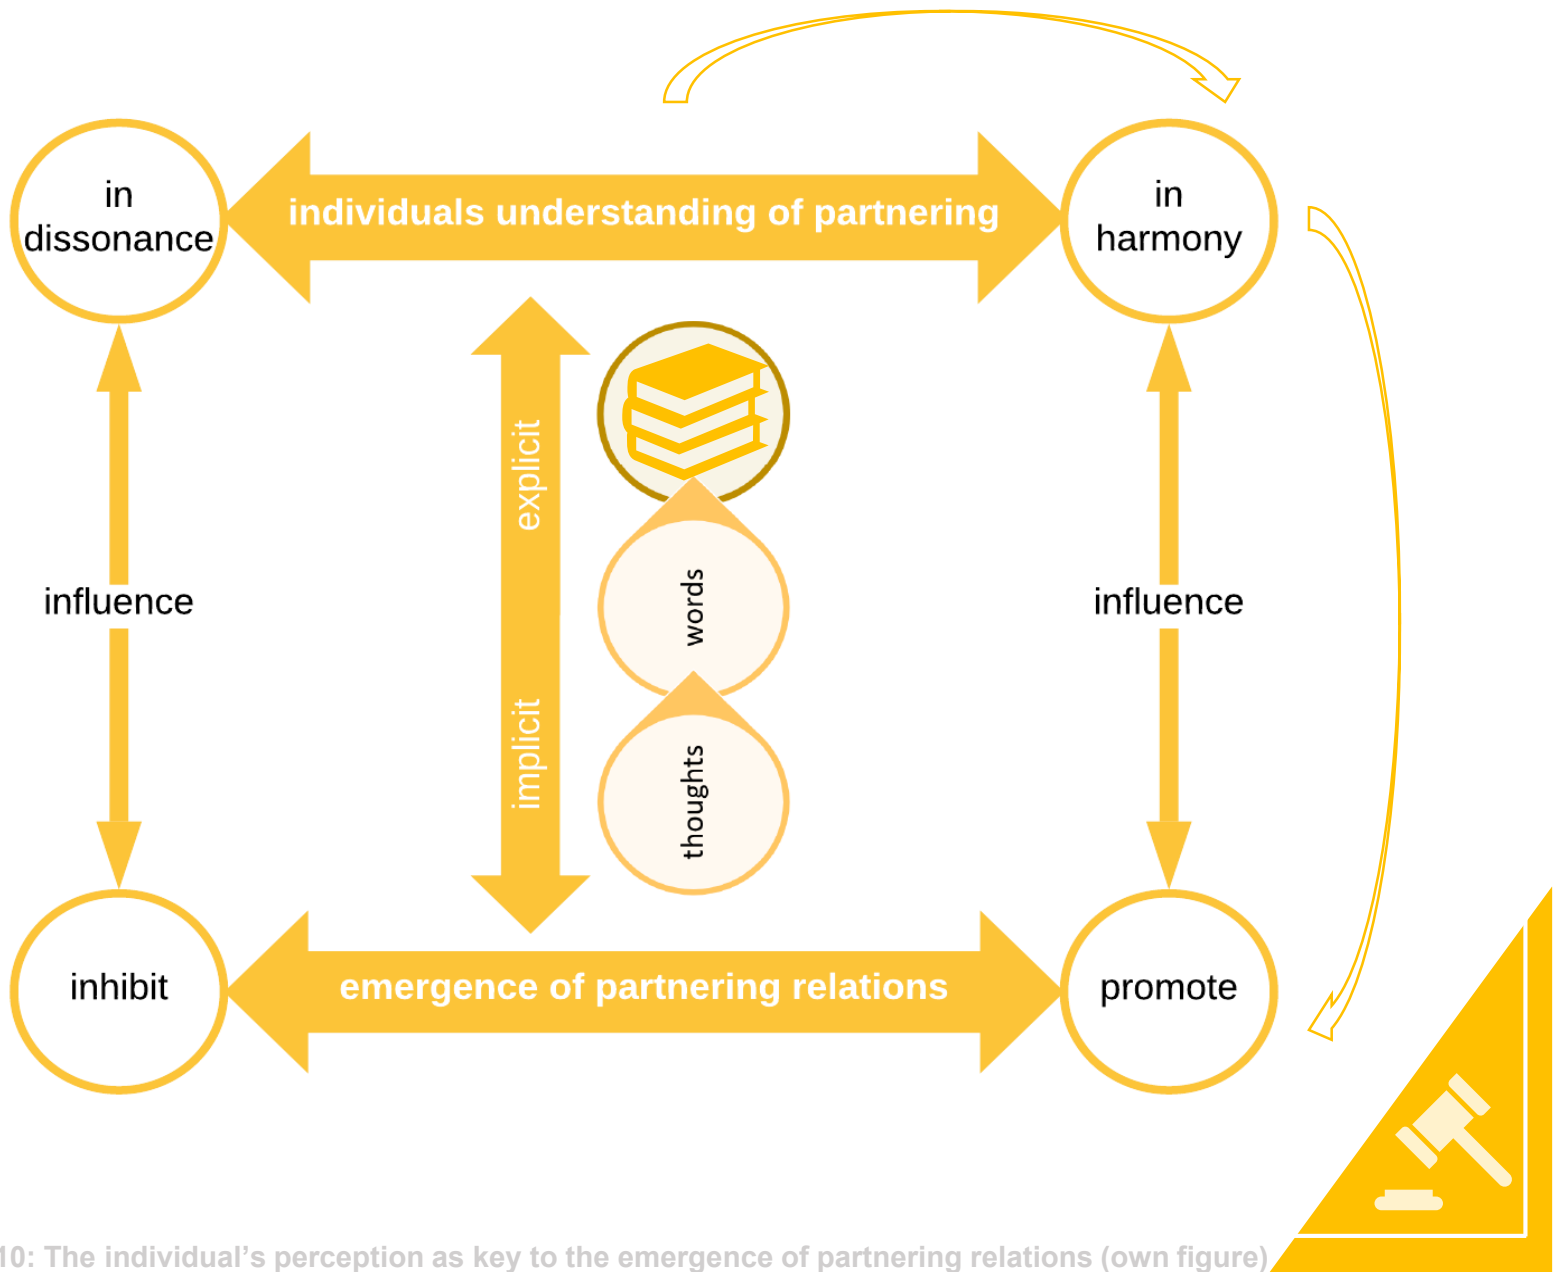 in
dissonance
individuals understanding of partnering
in
harmony
explicit
words
influence
influence
implicit
thoughts
inhibit
emergence of partnering relations
promote
10: The individual’s perception as key to the emergence of partnering relations (own figure)